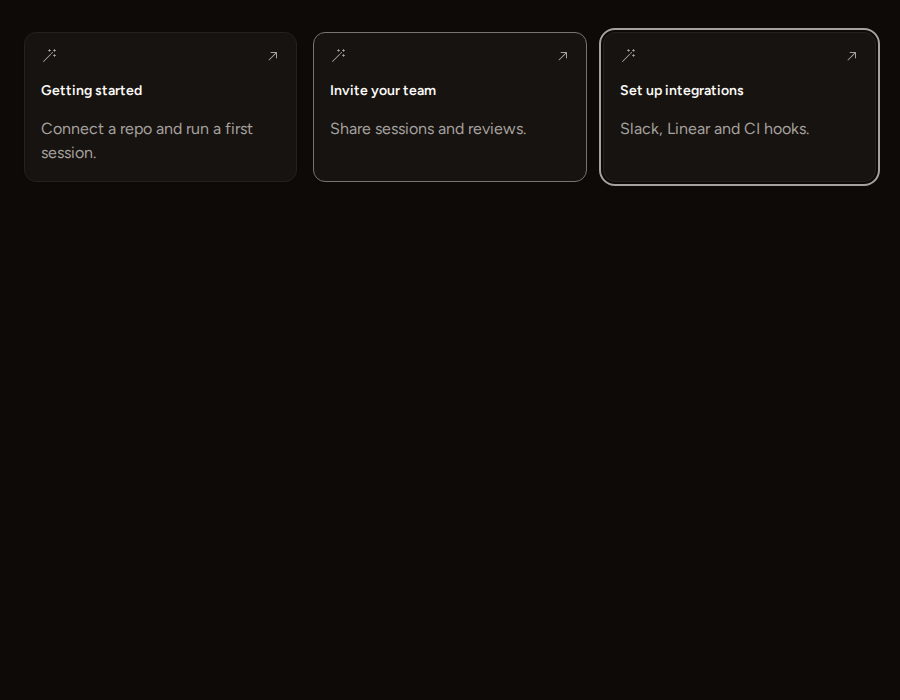 Getting started
Connect a repo and run a first
session.
Invite your team
Share sessions and reviews.
Set up integrations
Slack, Linear and CI hooks.